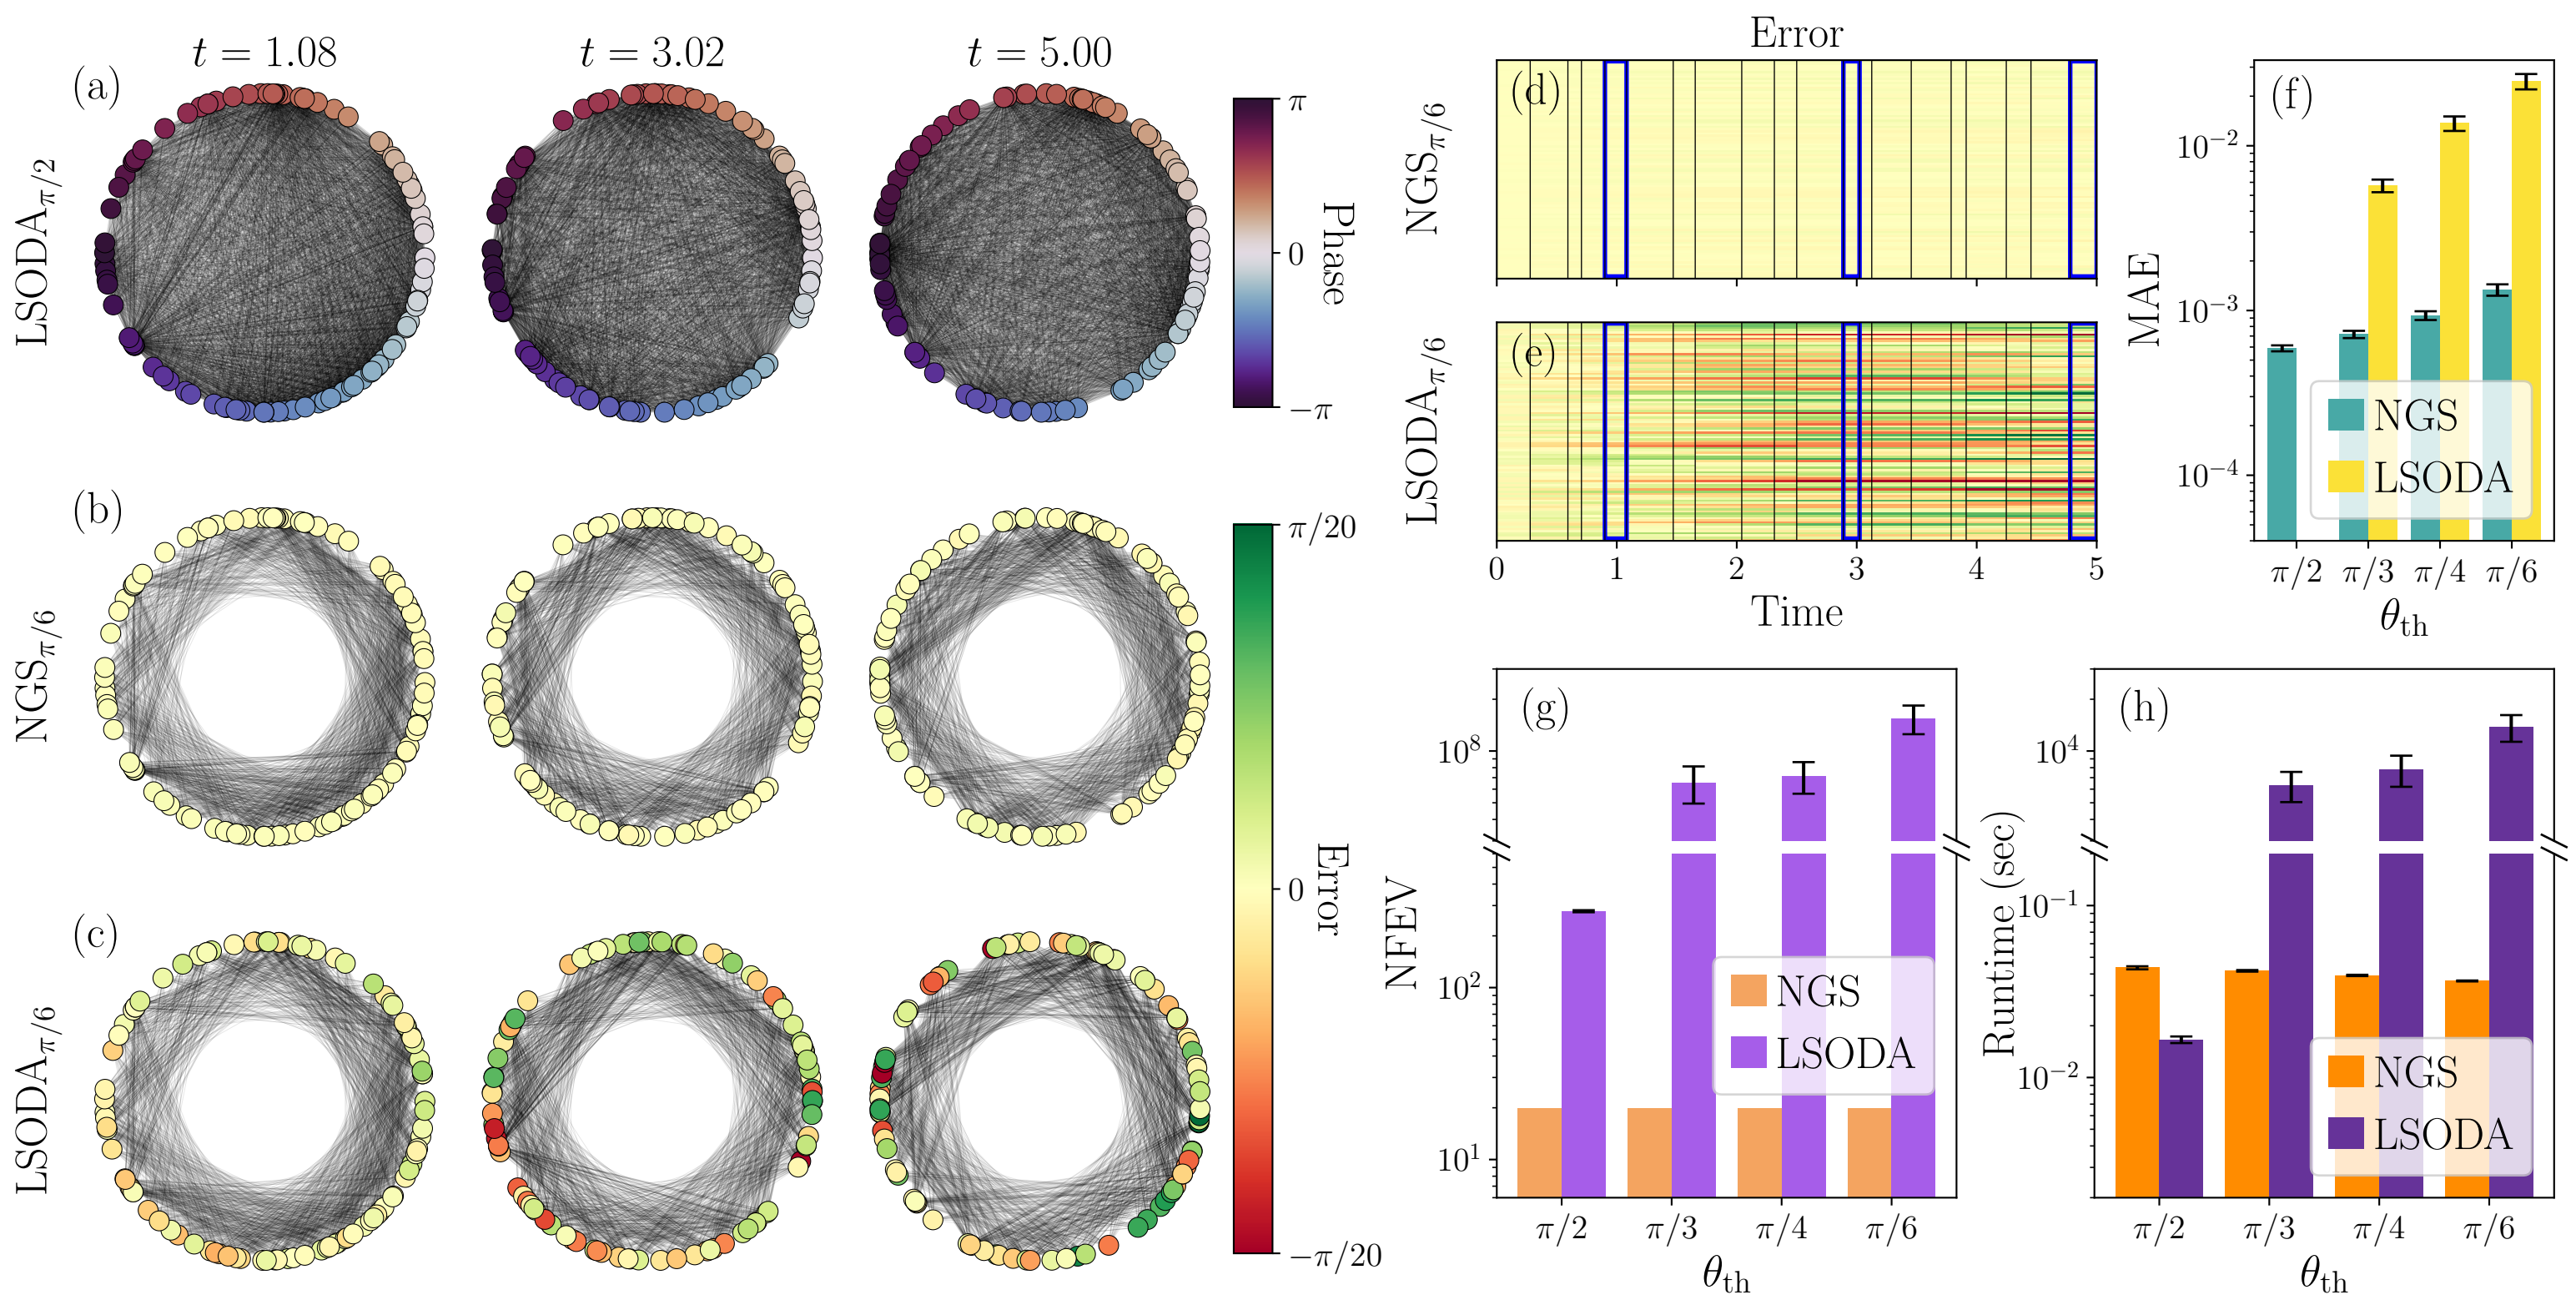 t = 1.08
t = 3.02
t = 5.00
(a)
LSODA_{π/2}
π
0
−π
Phase
(b)
NGS_{π/6}
(c)
LSODA_{π/6}
π/20
0
−π/20
Error
Error
(d)
NGS_{π/6}
(e)
LSODA_{π/6}
0 1 2 3 4 5
Time
(f)
MAE
10^{−2}
10^{−3}
10^{−4}
NGS
LSODA
π/2 π/3 π/4 π/6
θ_{th}
(g)
NFEV
10^{8}
10^{2}
10^{1}
NGS
LSODA
π/2 π/3 π/4 π/6
θ_{th}
(h)
Runtime (sec)
10^{4}
10^{−1}
10^{−2}
NGS
LSODA
π/2 π/3 π/4 π/6
θ_{th}